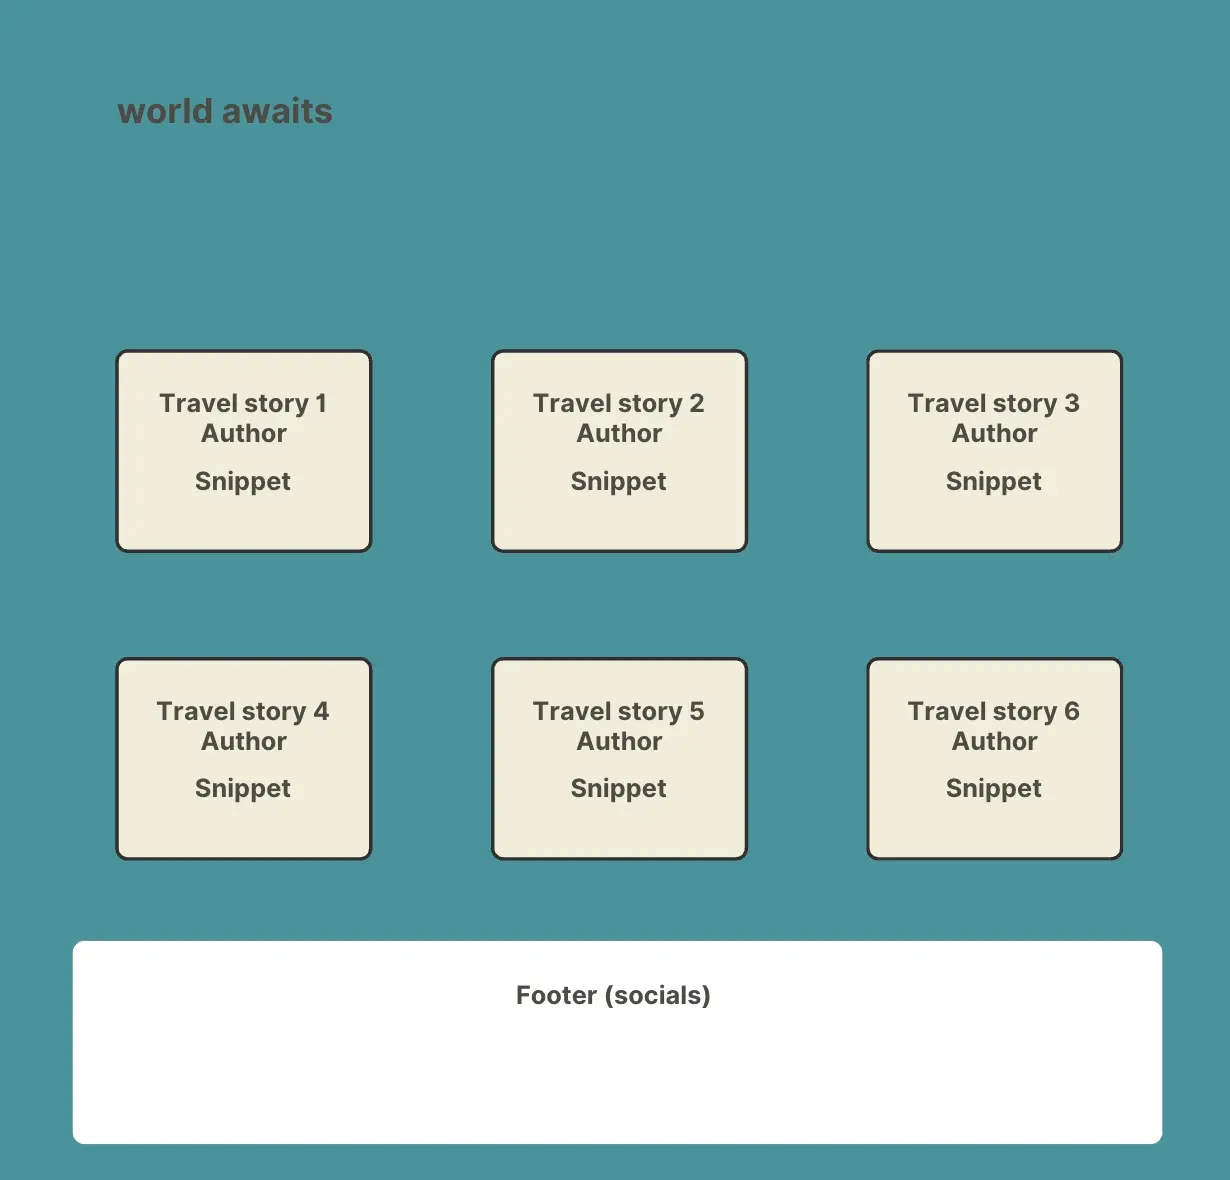 world awaits
Travel story 1
Author
Snippet
Travel story 2
Author
Snippet
Travel story 3
Author
Snippet
Travel story 4
Author
Snippet
Travel story 5
Author
Snippet
Travel story 6
Author
Snippet
Footer (socials)